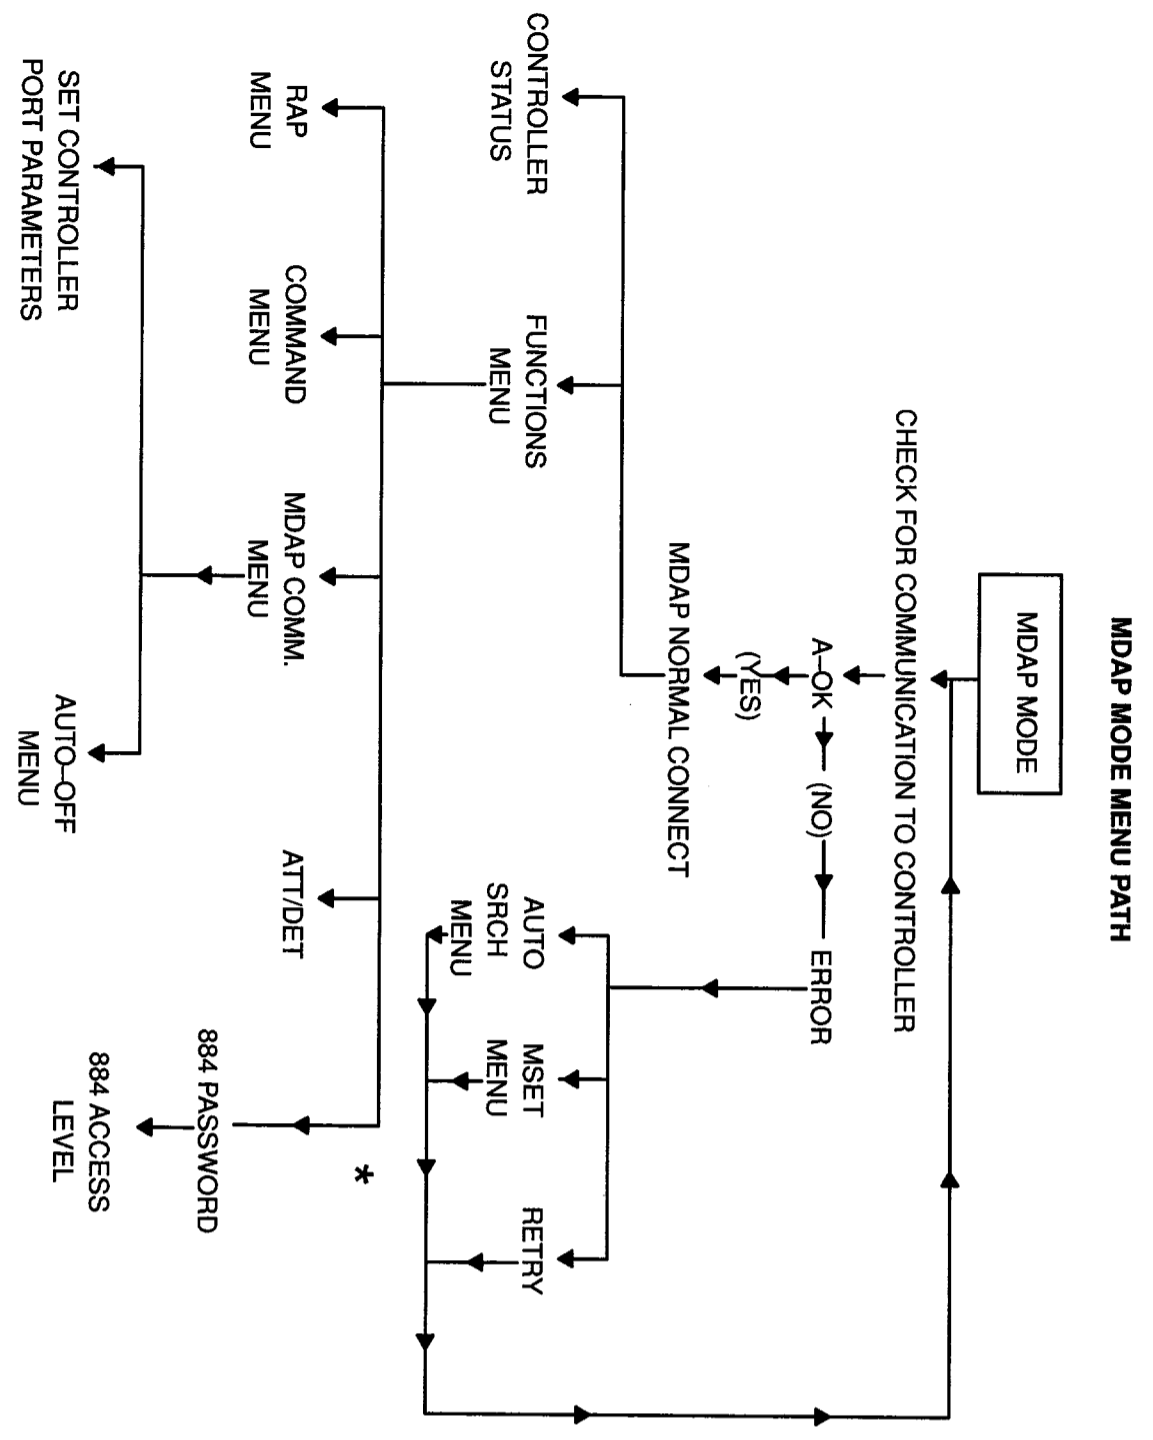 MDAP MODE MENU PATH
MDAP MODE
CHECK FOR COMMUNICATION TO CONTROLLER
A–OK
(NO)
ERROR
(YES)
MDAP NORMAL CONNECT
CONTROLLER
STATUS
FUNCTIONS
MENU
AUTO
SRCH
MENU
MSET
MENU
RETRY
*
RAP
MENU
COMMAND
MENU
MDAP COMM.
MENU
ATT/DET
884 PASSWORD
884 ACCESS
LEVEL
SET CONTROLLER
PORT PARAMETERS
AUTO–OFF
MENU